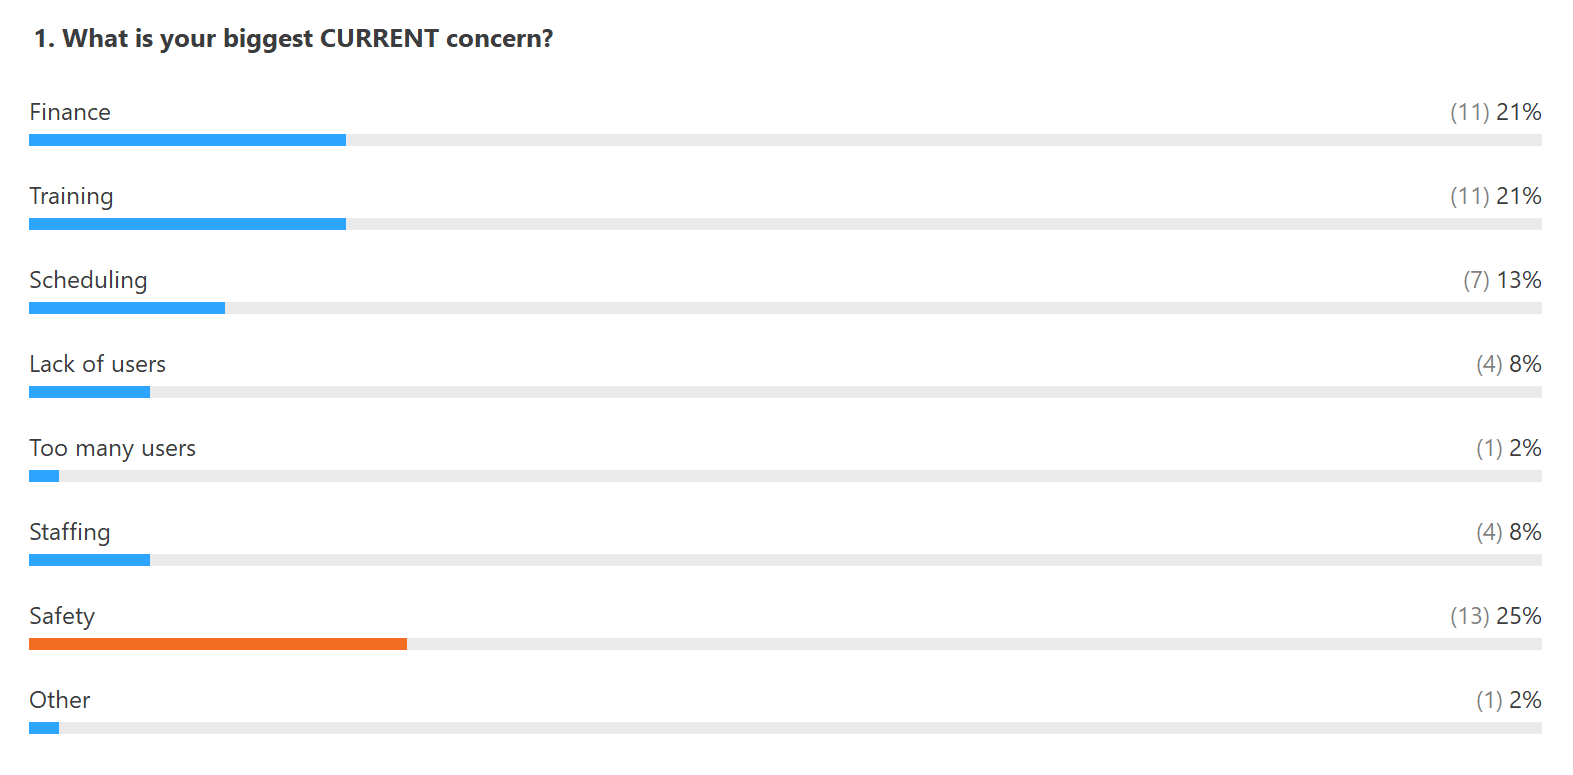 1. What is your biggest CURRENT concern?
Finance (11) 21%
Training (11) 21%
Scheduling (7) 13%
Lack of users (4) 8%
Too many users (1) 2%
Staffing (4) 8%
Safety (13) 25%
Other (1) 2%